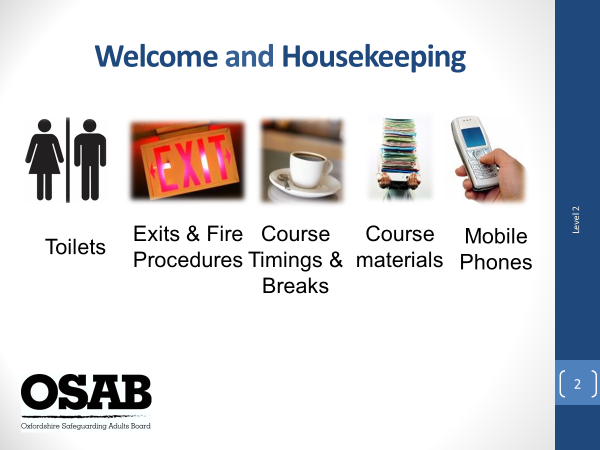 Welcome and Housekeeping
EXIT
Toilets
Exits & Fire
Procedures
Course
Timings &
Breaks
Course
materials
Mobile
Phones
Level 2
2
OSAB
Oxfordshire Safeguarding Adults Board